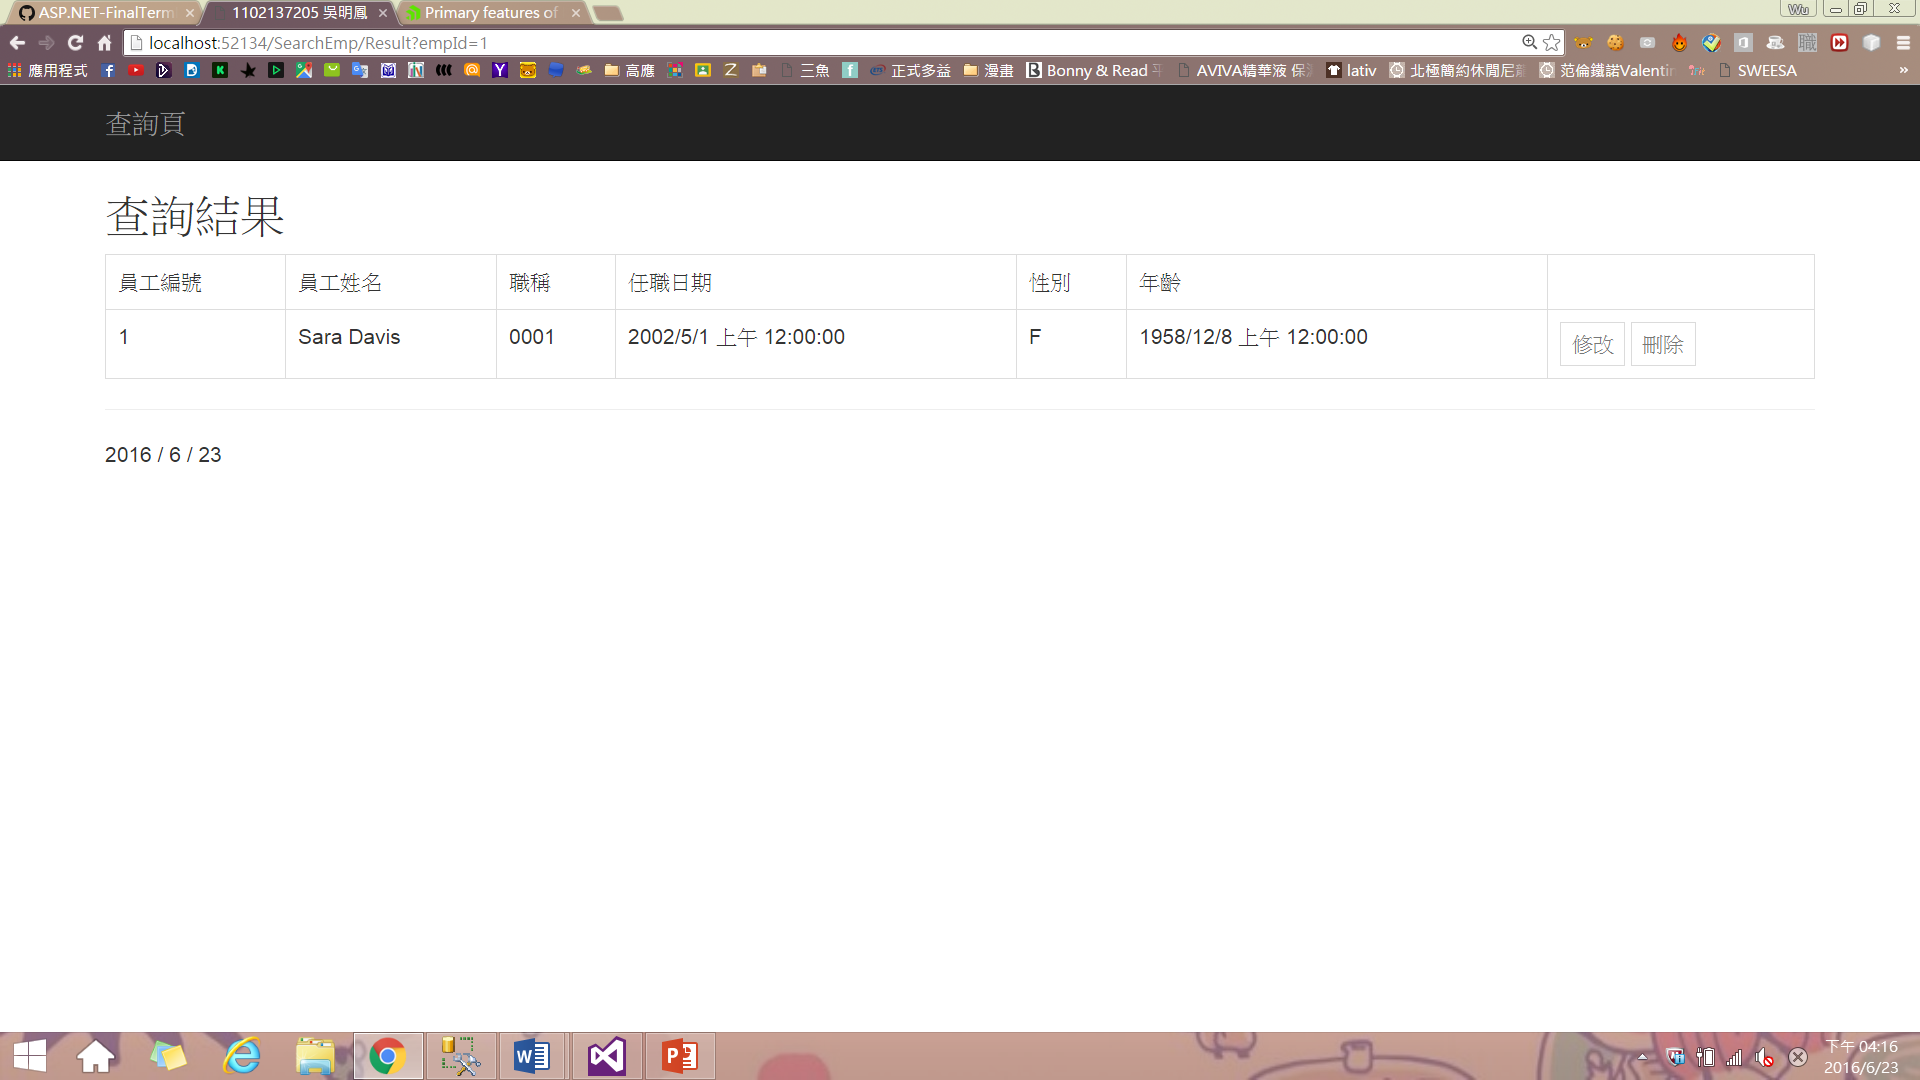 ASP.NET-FinalTerm
1102137205 吳明鳳
Primary features of
Wu
localhost:52134/SearchEmp/Result?empId=1
應用程式
高應
三魚
正式多益
漫畫
Bonny & Read
AVIVA精華液
lativ
北極簡約休閒尼
范倫鐵諾Valentin
SWEESA
查詢頁
查詢結果
員工編號 員工姓名 職稱 任職日期 性別 年齡
1 Sara Davis 0001 2002/5/1 上午 12:00:00 F 1958/12/8 上午 12:00:00 修改 刪除
2016 / 6 / 23
下午 04:16
2016/6/23